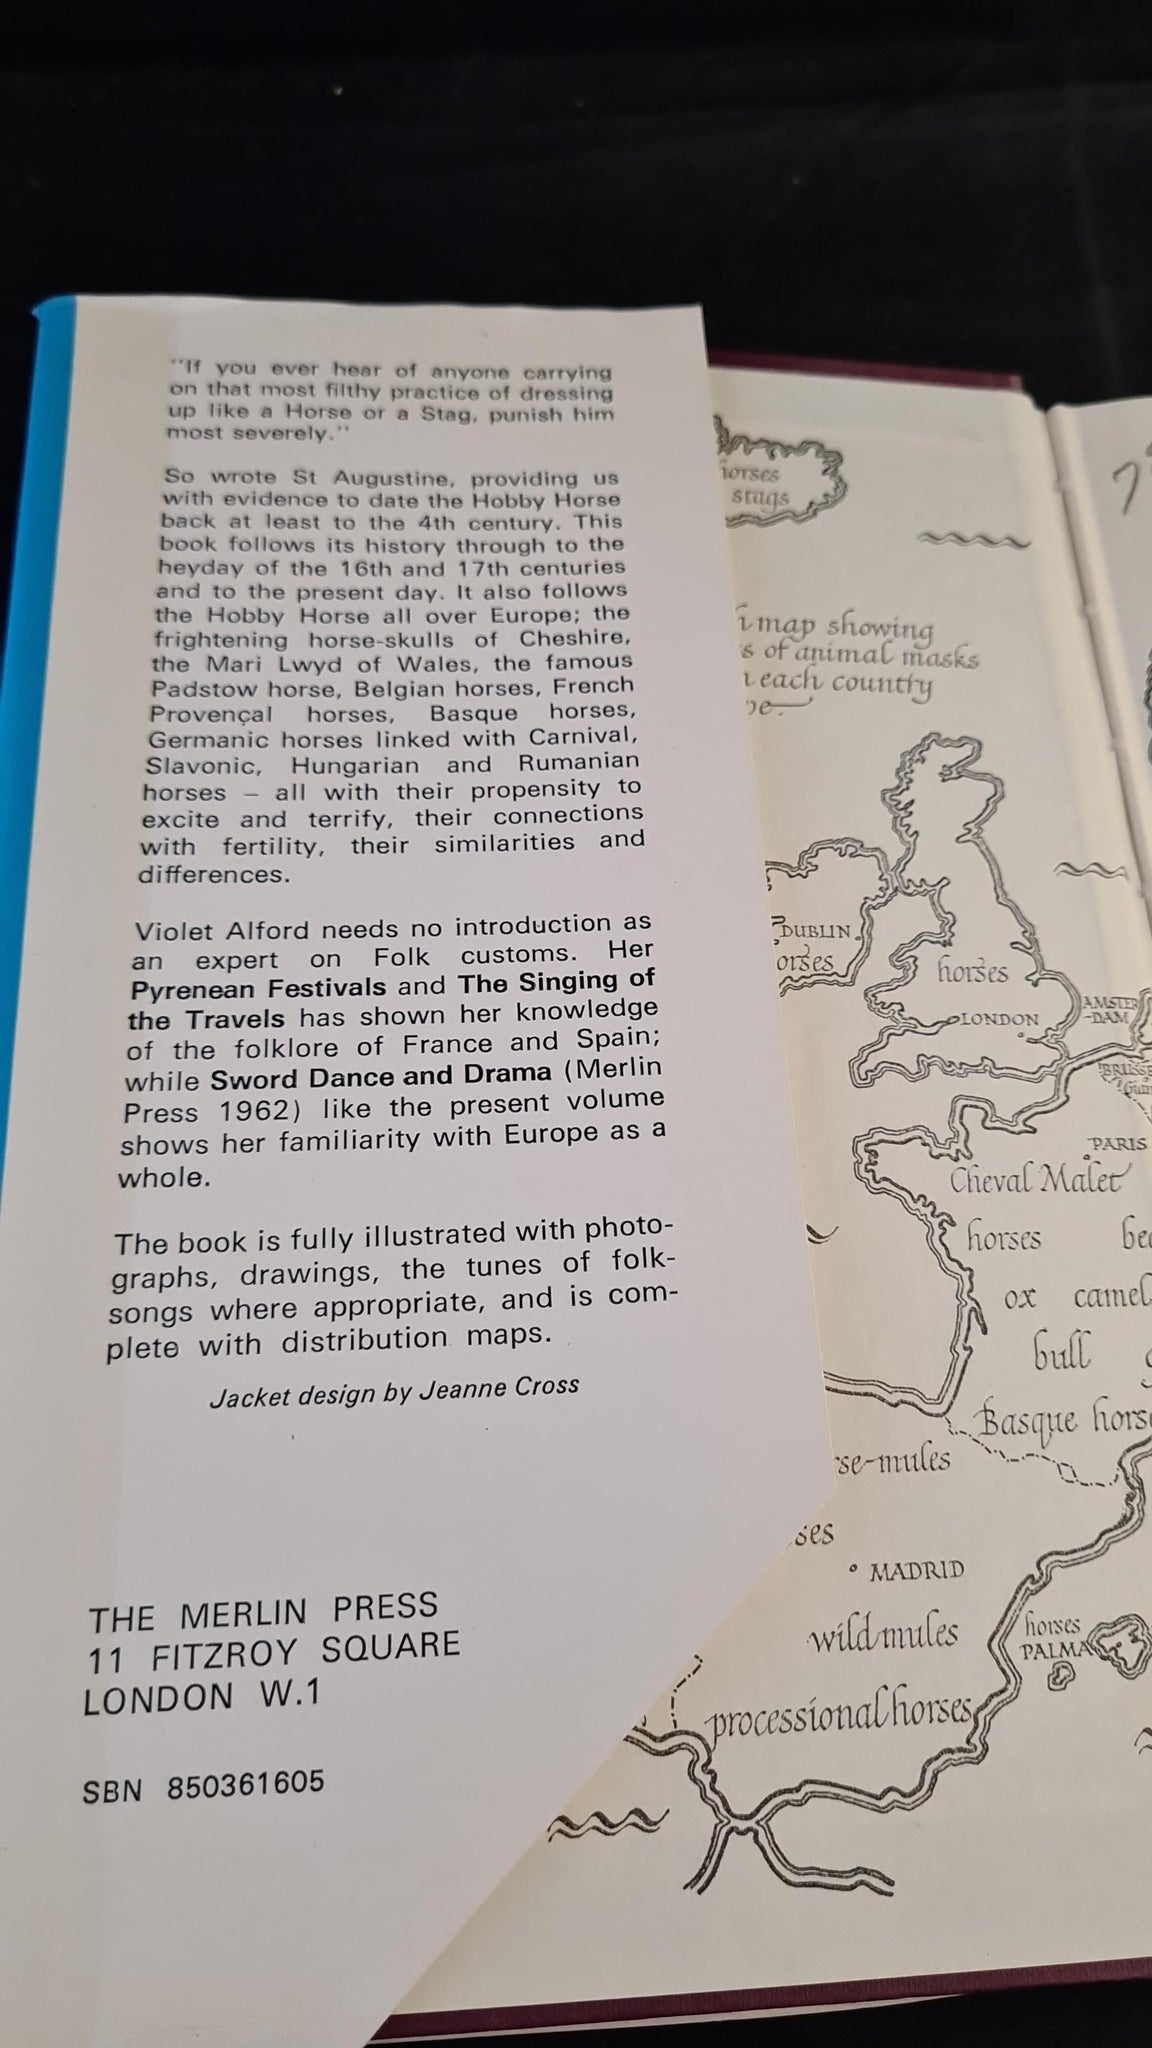 "If you ever hear of anyone carrying
on that most filthy practice of dressing
up like a Horse or a Stag, punish him
most severely."
So wrote St Augustine, providing us
with evidence to date the Hobby Horse
back at least to the 4th century. This
book follows its history through to the
heyday of the 16th and 17th centuries
and to the present day. It also follows
the Hobby Horse all over Europe; the
frightening horse-skulls of Cheshire,
the Mari Lwyd of Wales, the famous
Padstow horse, Belgian horses, French
Provençal horses, Basque horses,
Germanic horses linked with Carnival,
Slavonic, Hungarian and Rumanian
horses – all with their propensity to
excite and terrify, their connections
with fertility, their similarities and
differences.
Violet Alford needs no introduction as
an expert on Folk customs. Her
Pyrenean Festivals and The Singing of
the Travels has shown her knowledge
of the folklore of France and Spain;
while Sword Dance and Drama (Merlin
Press 1962) like the present volume
shows her familiarity with Europe as a
whole.
The book is fully illustrated with photo-
graphs, drawings, the tunes of folk-
songs where appropriate, and is com-
plete with distribution maps.
Jacket design by Jeanne Cross
THE MERLIN PRESS
11 FITZROY SQUARE
LONDON W.1
SBN 850361605
horses
stags
map showing
s of animal masks
each country
pe.
DUBLIN
orses
horses
LONDON
AMSTER
-DAM
BRUSSE
PARIS
Cheval Malet
horses
ox camel
bull
Basque horse
rse-mules
ses
MADRID
wild mules
horses
PALMA
processional horses